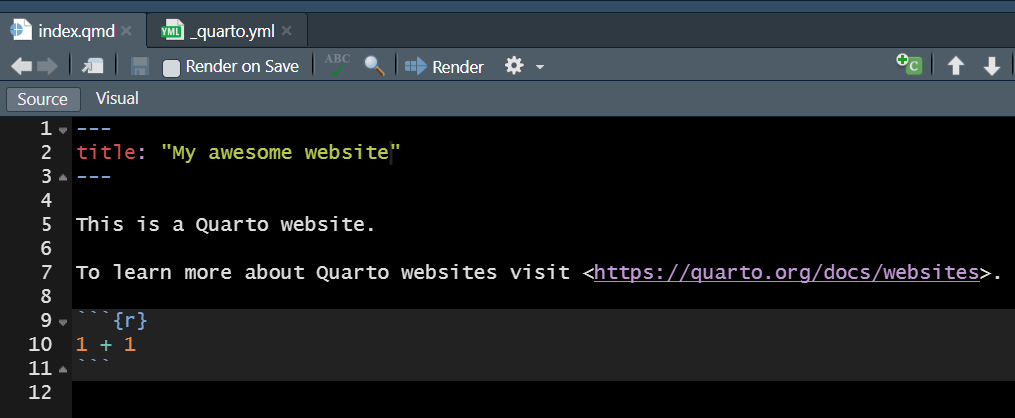 index.qmd
YML _quarto.yml
Render on Save ABC Render C
Source Visual
1 ---
2 title: "My awesome website"
3 ---
4
5 This is a Quarto website.
6
7 To learn more about Quarto websites visit <https://quarto.org/docs/websites>.
8
9 ```{r}
10 1 + 1
11 ```
12